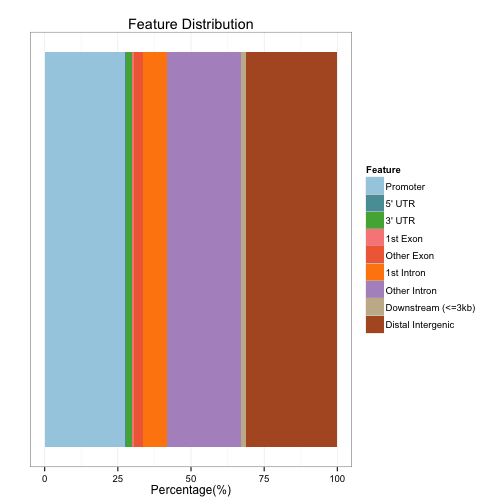 Feature Distribution
Feature
Promoter
5' UTR
3' UTR
1st Exon
Other Exon
1st Intron
Other Intron
Downstream (<=3kb)
Distal Intergenic
0 25 50 75 100
Percentage(%)